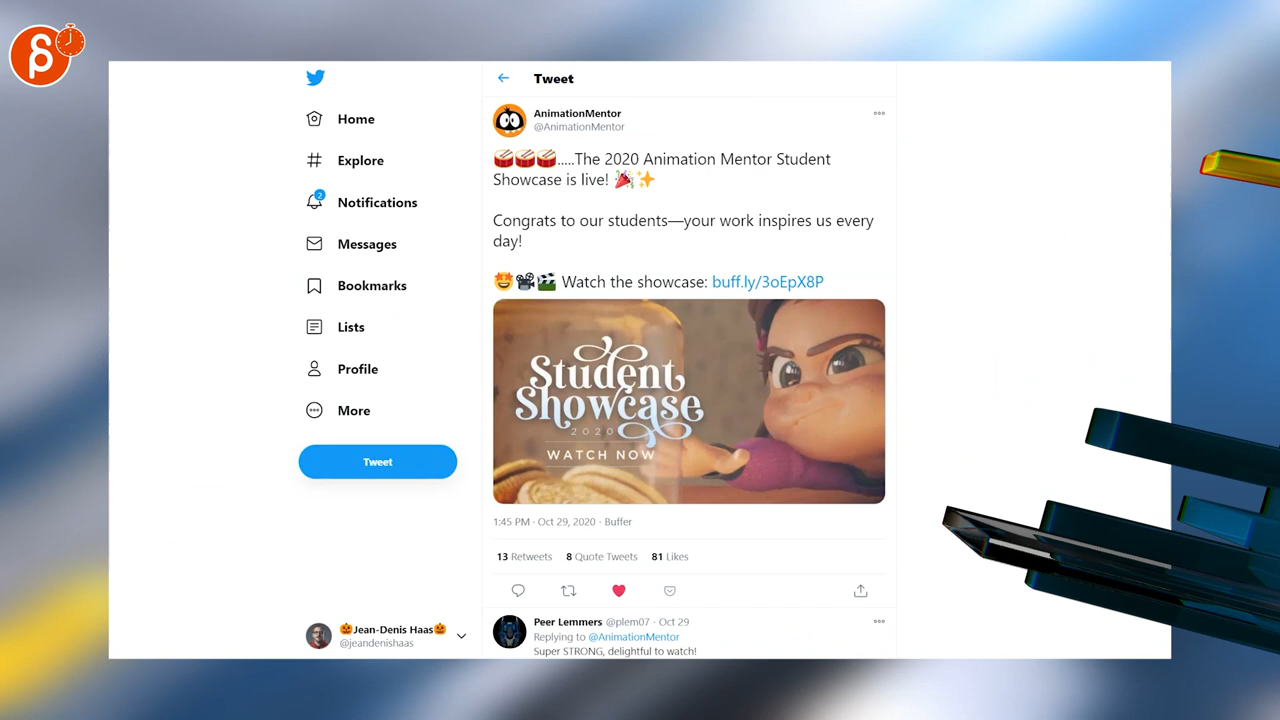 Home
Explore
2
Notifications
Messages
Bookmarks
Lists
Profile
More
Tweet
🎃Jean-Denis Haas🎃
@jeandenishaas
Tweet
AnimationMentor
@AnimationMentor
🥁🥁🥁.....The 2020 Animation Mentor Student
Showcase is live! 🎉✨
Congrats to our students—your work inspires us every
day!
🤩🎥🎬 Watch the showcase: buff.ly/3oEpX8P
Student
Showcase
2020
WATCH NOW
1:45 PM · Oct 29, 2020 · Buffer
13 Retweets 8 Quote Tweets 81 Likes
Peer Lemmers @plem07 · Oct 29
Replying to @AnimationMentor
Super STRONG, delightful to watch!